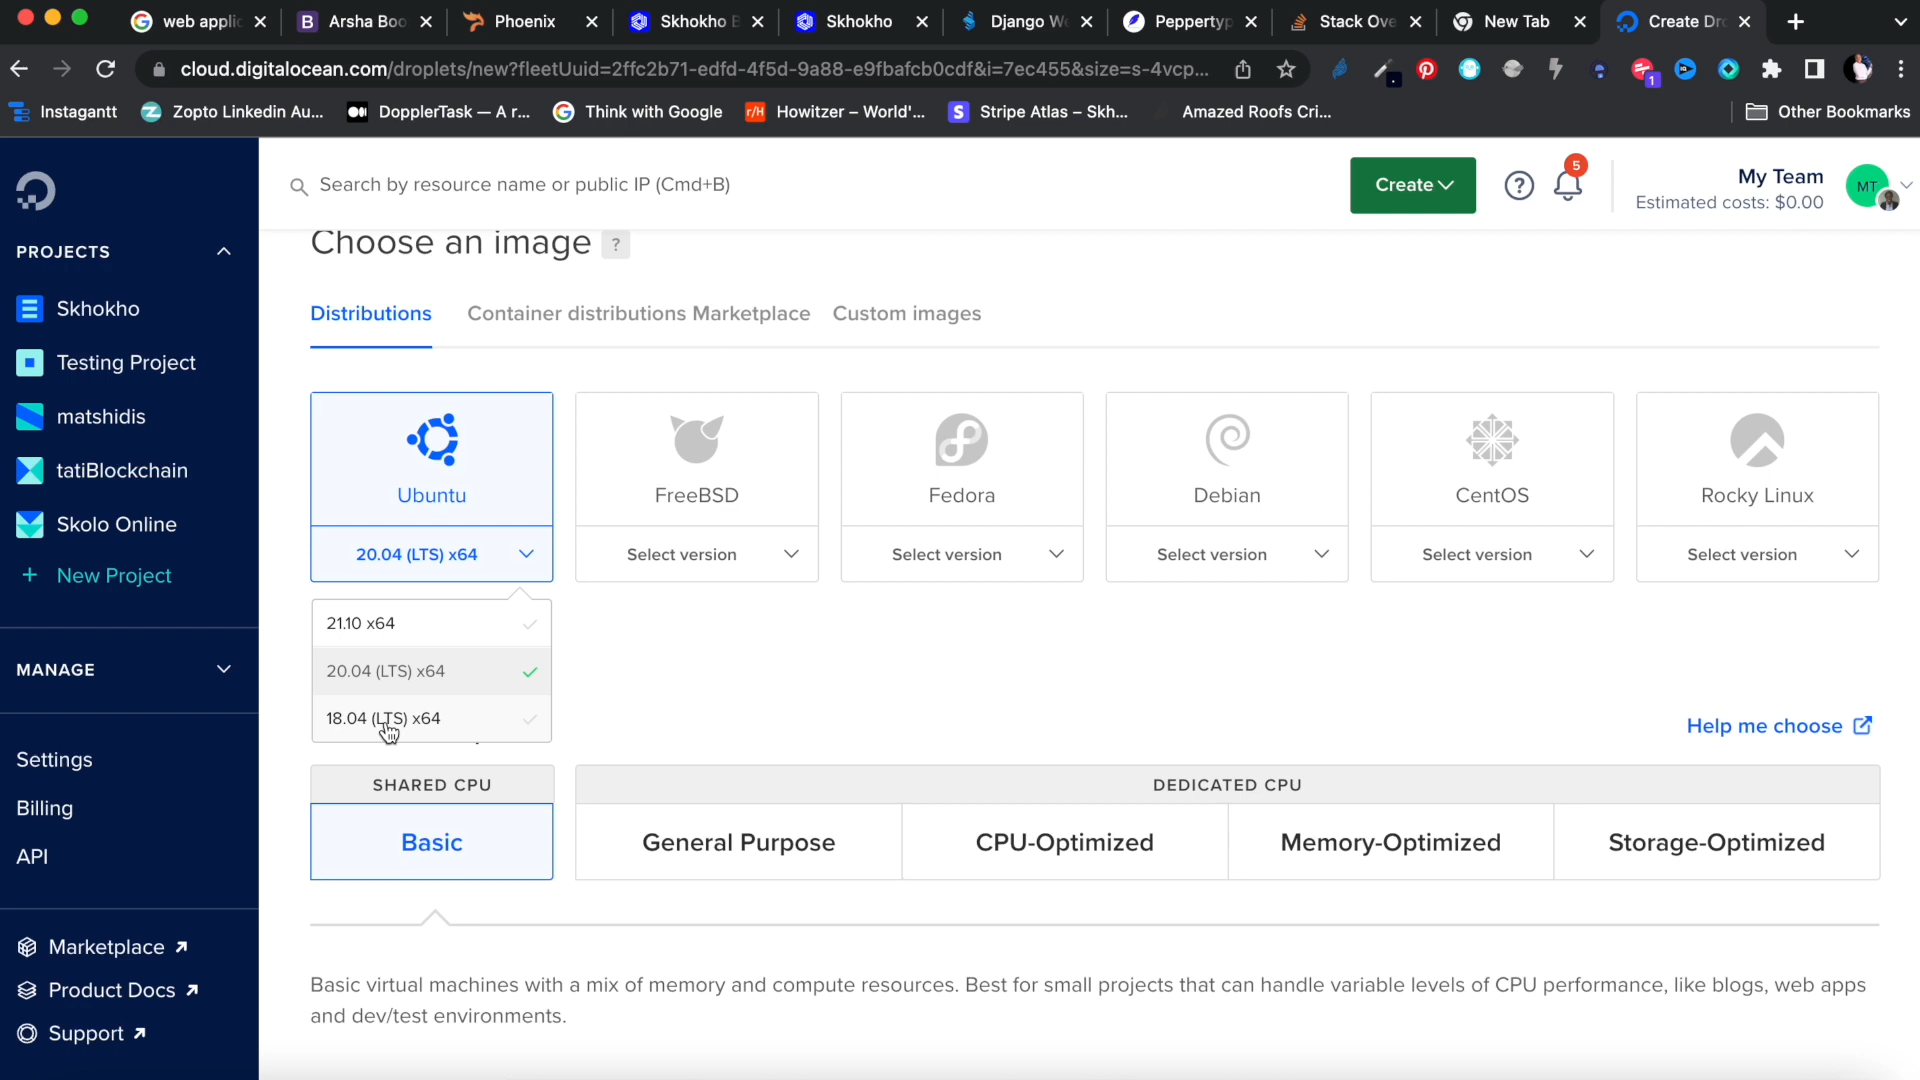 web applic
Arsha Boo
Phoenix
Skhokho B
Skhokho
Django We
Peppertyp
Stack Ove
New Tab
Create Dro
cloud.digitalocean.com/droplets/new?fleetUuid=2ffc2b71-edfd-4f5d-9a88-e9fbafcb0cdf&i=7ec455&size=s-4vcp...
1
Instagantt
Zopto Linkedin Au...
DopplerTask — A r...
Think with Google
r/H
Howitzer – World'...
S
Stripe Atlas – Skh...
Amazed Roofs Cri...
Other Bookmarks
Search by resource name or public IP (Cmd+B)
Create
5
My Team
Estimated costs: $0.00
MT
PROJECTS
Skhokho
Testing Project
matshidis
tatiBlockchain
Skolo Online
+ New Project
MANAGE
Settings
Billing
API
Marketplace
Product Docs
Support
Choose an image ?
Distributions
Container distributions
Marketplace
Custom images
Ubuntu
FreeBSD
Fedora
Debian
CentOS
Rocky Linux
20.04 (LTS) x64
Select version
Select version
Select version
Select version
Select version
21.10 x64
20.04 (LTS) x64
18.04 (LTS) x64
Help me choose
SHARED CPU
DEDICATED CPU
Basic
General Purpose
CPU-Optimized
Memory-Optimized
Storage-Optimized
Basic virtual machines with a mix of memory and compute resources. Best for small projects that can handle variable levels of CPU performance, like blogs, web apps
and dev/test environments.